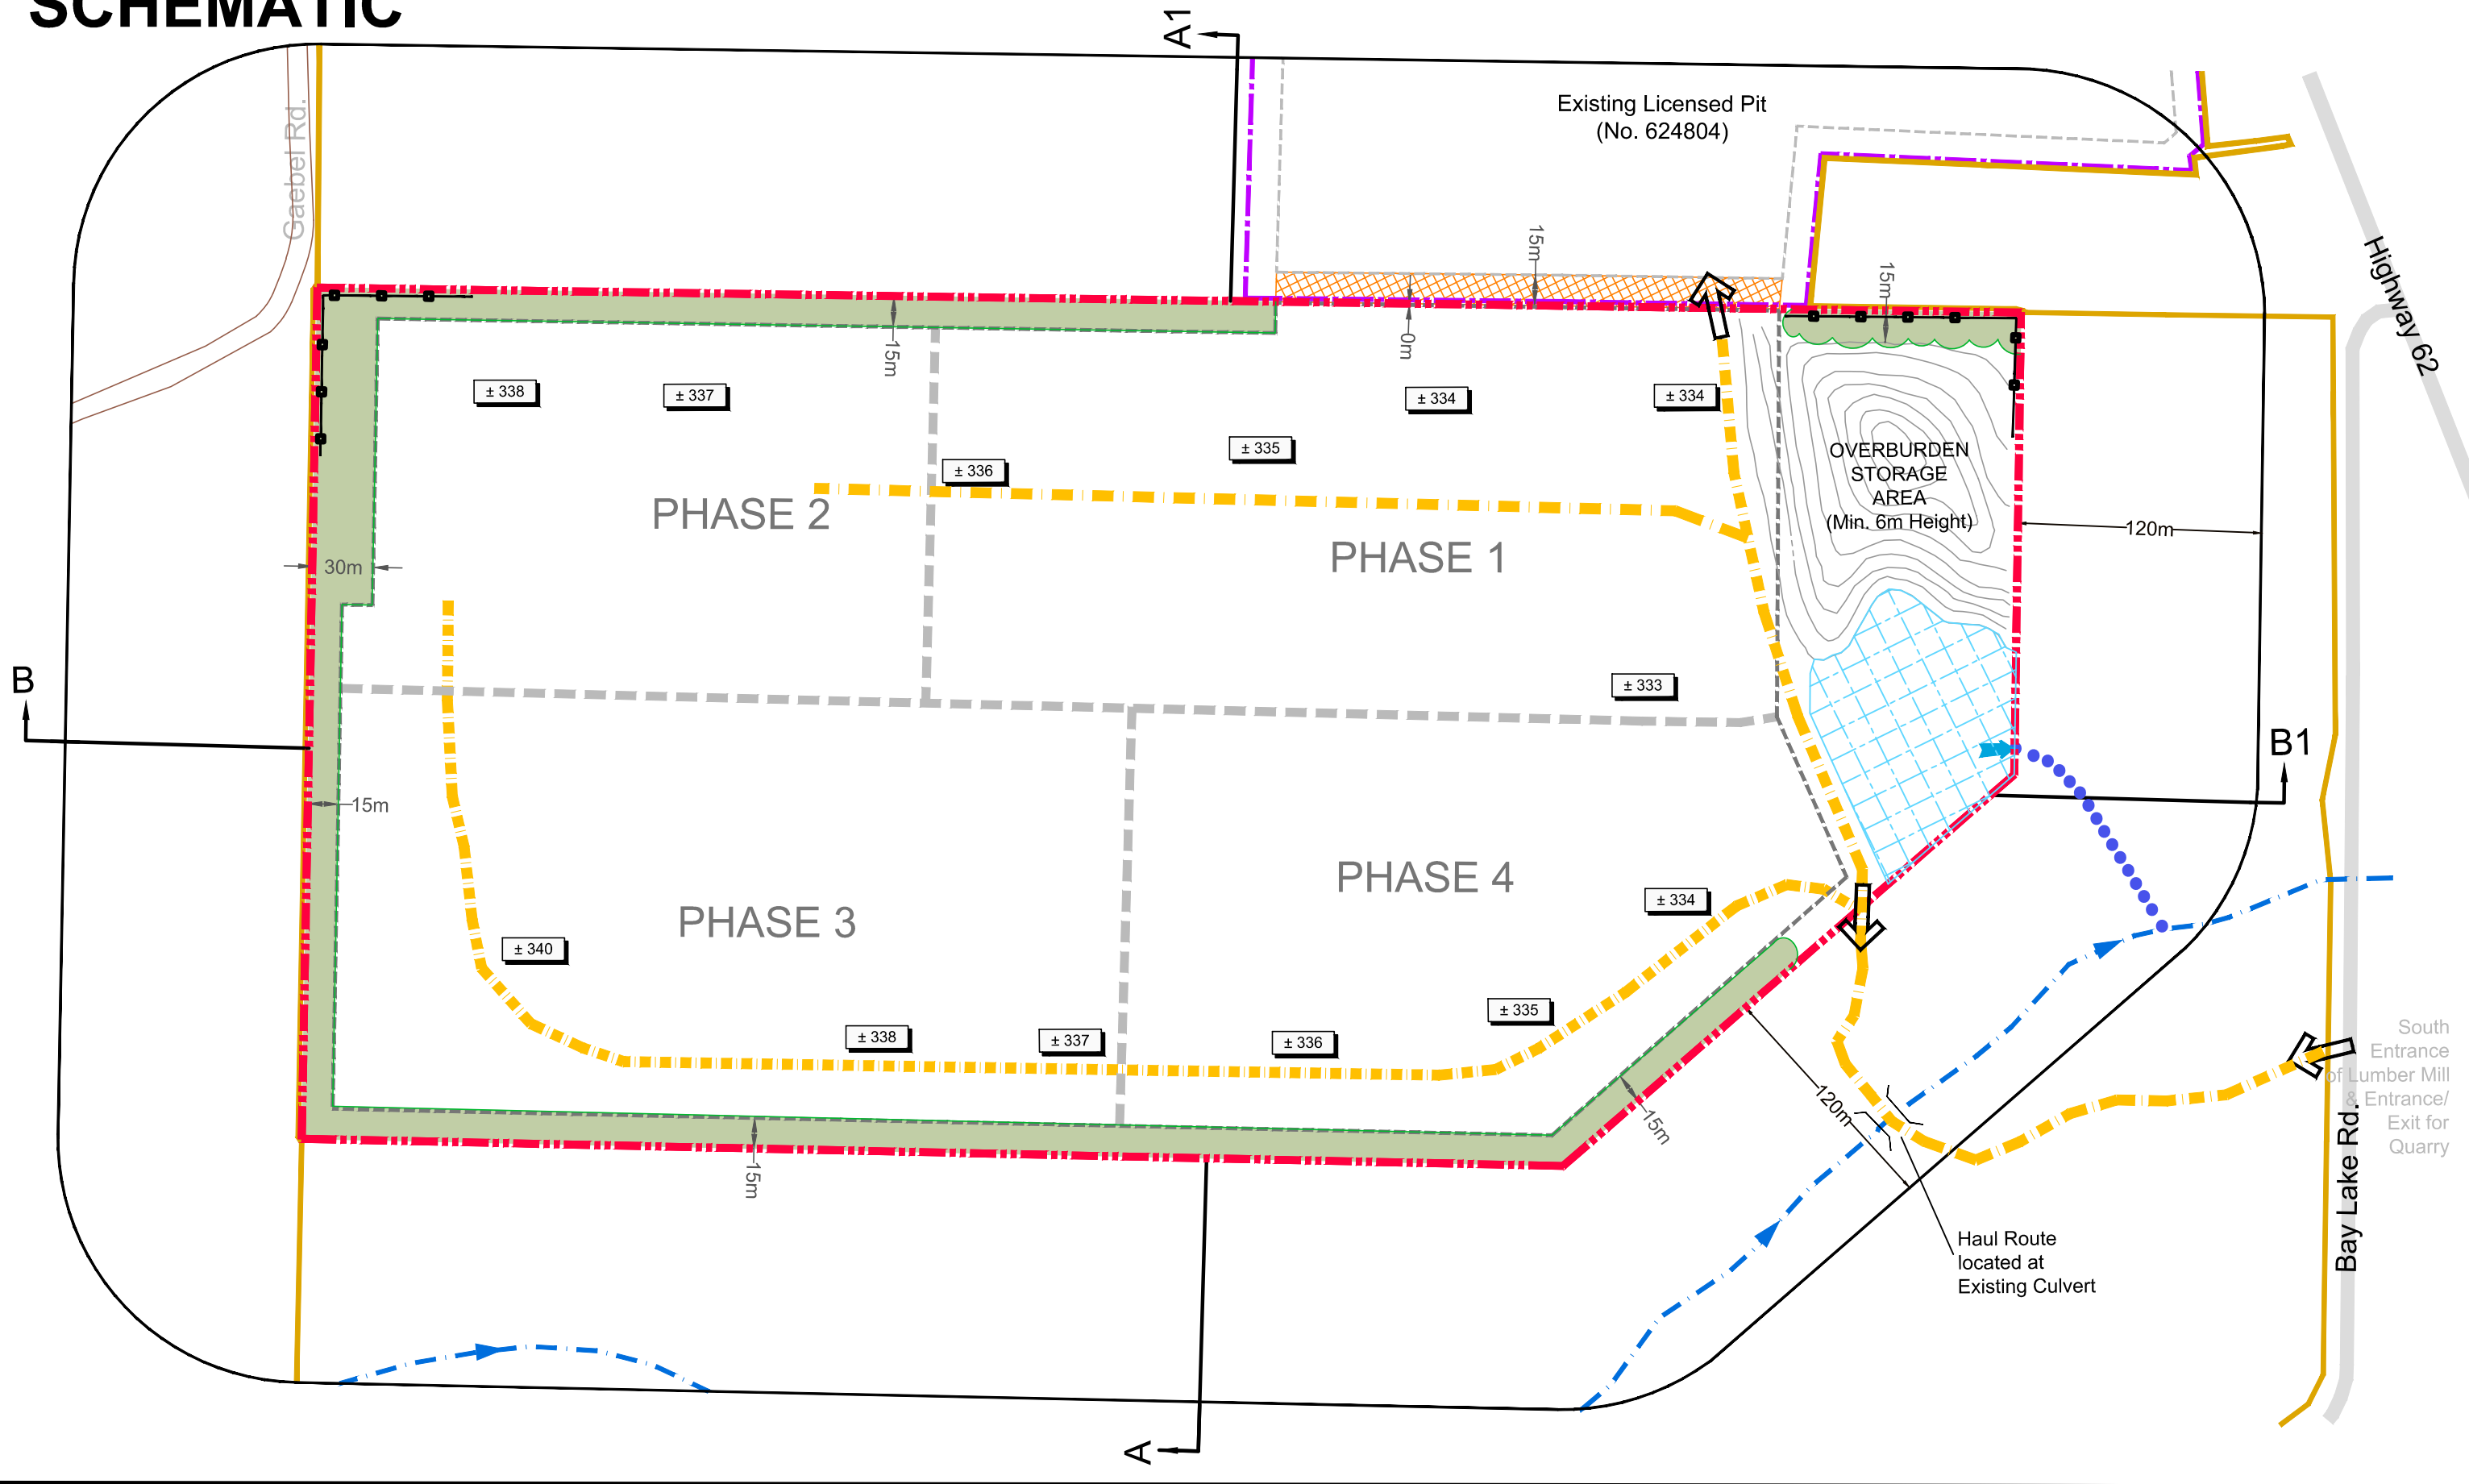 SCHEMATIC
A1
Gaebel Rd.
Existing Licensed Pit
(No. 624804)
Highway 62
15m
15m
15m
0m
± 338
± 337
± 334
± 334
± 335
± 336
OVERBURDEN
STORAGE
AREA
(Min. 6m Height)
120m
PHASE 2
PHASE 1
30m
B
± 333
B1
15m
PHASE 4
PHASE 3
± 334
± 340
± 335
± 338
± 337
± 336
South
Entrance
of Lumber Mill
& Entrance/
Exit for
Quarry
120m
15m
15m
Bay Lake Rd.
Haul Route
located at
Existing Culvert
A